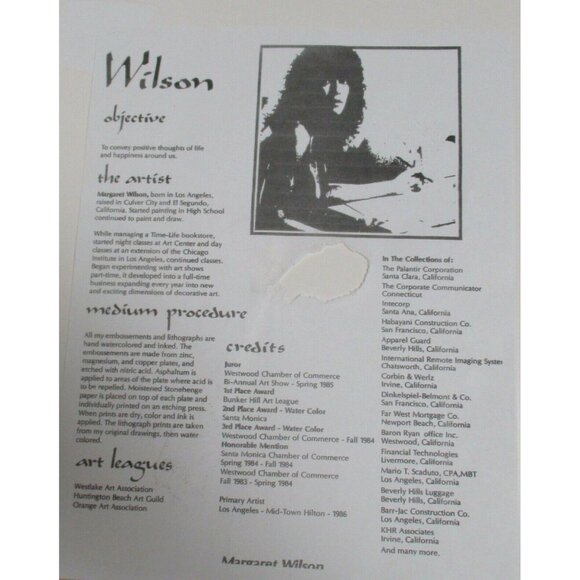 Wilson
objective
To convey positive thoughts of life
and happiness around us.
the artist
Margaret Wilson, born in Los Angeles,
raised in Culver City and El Segundo,
California. Started painting in High School
continued to paint and draw.
While managing a Time-Life bookstore,
started night classes at Art Center and day
classes at an extension of the Chicago
Institute in Los Angeles, continued classes.
Began experimenting with art shows
part-time, it developed into a full-time
business expanding every year into new
and exciting dimensions of decorative art.
medium procedure
All my embossements and lithographs are
hand watercolored and inked. The
embossements are made from zinc,
magnesium, and copper plates, and
etched with nitric acid. Asphaltum is
applied to areas of the plate where acid is
to be repelled. Moistened Stonehenge
paper is placed on top of each plate and
individually printed on an etching press.
When prints are dry, color and ink is
applied. The lithograph prints are taken
from my original drawings, then water
colored.
art leagues
Westlake Art Association
Huntington Beach Art Guild
Orange Art Association
credits
Juror
Westwood Chamber of Commerce
Bi-Annual Art Show - Spring 1985
1st Place Award
Bunker Hill Art League
2nd Place Award - Water Color
Santa Monica
3rd Place Award - Water Color
Westwood Chamber of Commerce - Fall 1984
Honorable Mention
Santa Monica Chamber of Commerce
Spring 1984 - Fall 1984
Westwood Chamber of Commerce
Fall 1983 - Spring 1984
Primary Artist
Los Angeles - Mid-Town Hilton - 1986
In The Collections of:
The Palantir Corporation
Santa Clara, California
The Corporate Communicator
Connecticut
Intecorp
Santa Ana, California
Habayani Construction Co.
San Francisco, California
Apparel Guard
Beverly Hills, California
International Remote Imaging System
Chatsworth, California
Corbin & Wertz
Irvine, California
Dinkelspiel-Belmont & Co.
San Francisco, California
Far West Mortgage Co.
Newport Beach, California
Baron Ryan office Inc.
Westwood, California
Financial Technologies
Livermore, California
Mario T. Scaduto, CPA,MBT
Los Angeles, California
Beverly Hills Luggage
Beverly Hills, California
Barr-Jac Construction Co.
Los Angeles, California
KHR Associates
Irvine, California
And many more.
Margaret Wilson